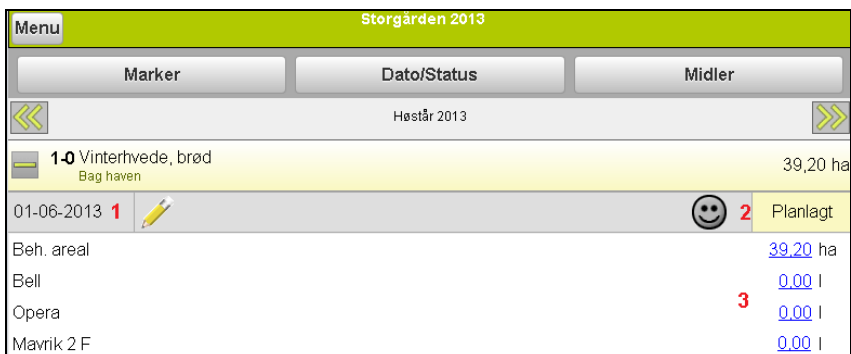 Menu Storgården 2013
Marker Dato/Status Midler
Høstår 2013
1-0 Vinterhvede, brød 39,20 ha
Bag haven
01-06-2013 1 2 Planlagt
Beh. areal 39,20 ha
Bell 0,00 l
3
Opera 0,00 l
Mavrik 2 F 0,00 l